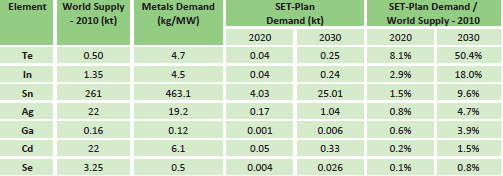 Element World Supply - 2010 (kt) Metals Demand (kg/MW) SET-Plan Demand (kt) SET-Plan Demand / World Supply - 2010
2020 2030 2020 2030
Te 0.50 4.7 0.04 0.25 8.1% 50.4%
In 1.35 4.5 0.04 0.24 2.9% 18.0%
Sn 261 463.1 4.03 25.01 1.5% 9.6%
Ag 22 19.2 0.17 1.04 0.8% 4.7%
Ga 0.16 0.12 0.001 0.006 0.6% 3.9%
Cd 22 6.1 0.05 0.33 0.2% 1.5%
Se 3.25 0.5 0.004 0.026 0.1% 0.8%